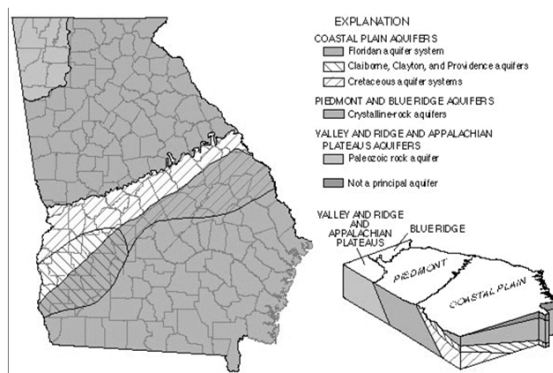 EXPLANATION
COASTAL PLAIN AQUIFERS
Floridan aquifer system
Claiborne, Clayton, and Providence aquifers
Cretaceous aquifer systems
PIEDMONT AND BLUE RIDGE AQUIFERS
Crystalline-rock aquifers
VALLEY AND RIDGE AND APPALACHIAN
PLATEAUS AQUIFERS
Paleozoic rock aquifer
Not a principal aquifer
VALLEY AND RIDGE
AND
APPALACHIAN
PLATEAUS
BLUE RIDGE
PIEDMONT
COASTAL PLAIN